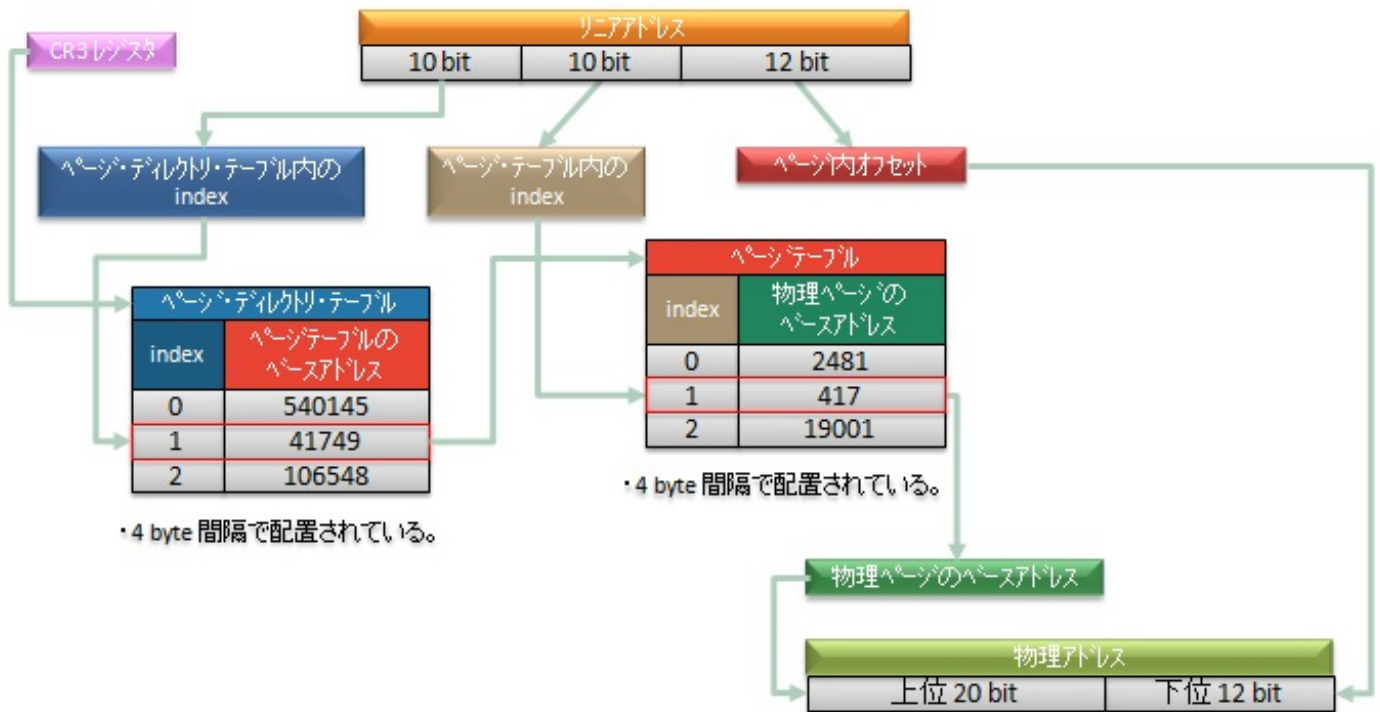 リニアアドレス
CR3レジスタ
10 bit 10 bit 12 bit
ページ・ディレクトリ・テーブル内の
index
ページ・テーブル内の
index
ページ内オフセット
ページ・ディレクトリ・テーブル
index ページテーブルの
ベースアドレス
0 540145
1 41749
2 106548
・4 byte 間隔で配置されている。
ページテーブル
index 物理ページの
ベースアドレス
0 2481
1 417
2 19001
・4 byte 間隔で配置されている。
物理ページのベースアドレス
物理アドレス
上位 20 bit 下位 12 bit